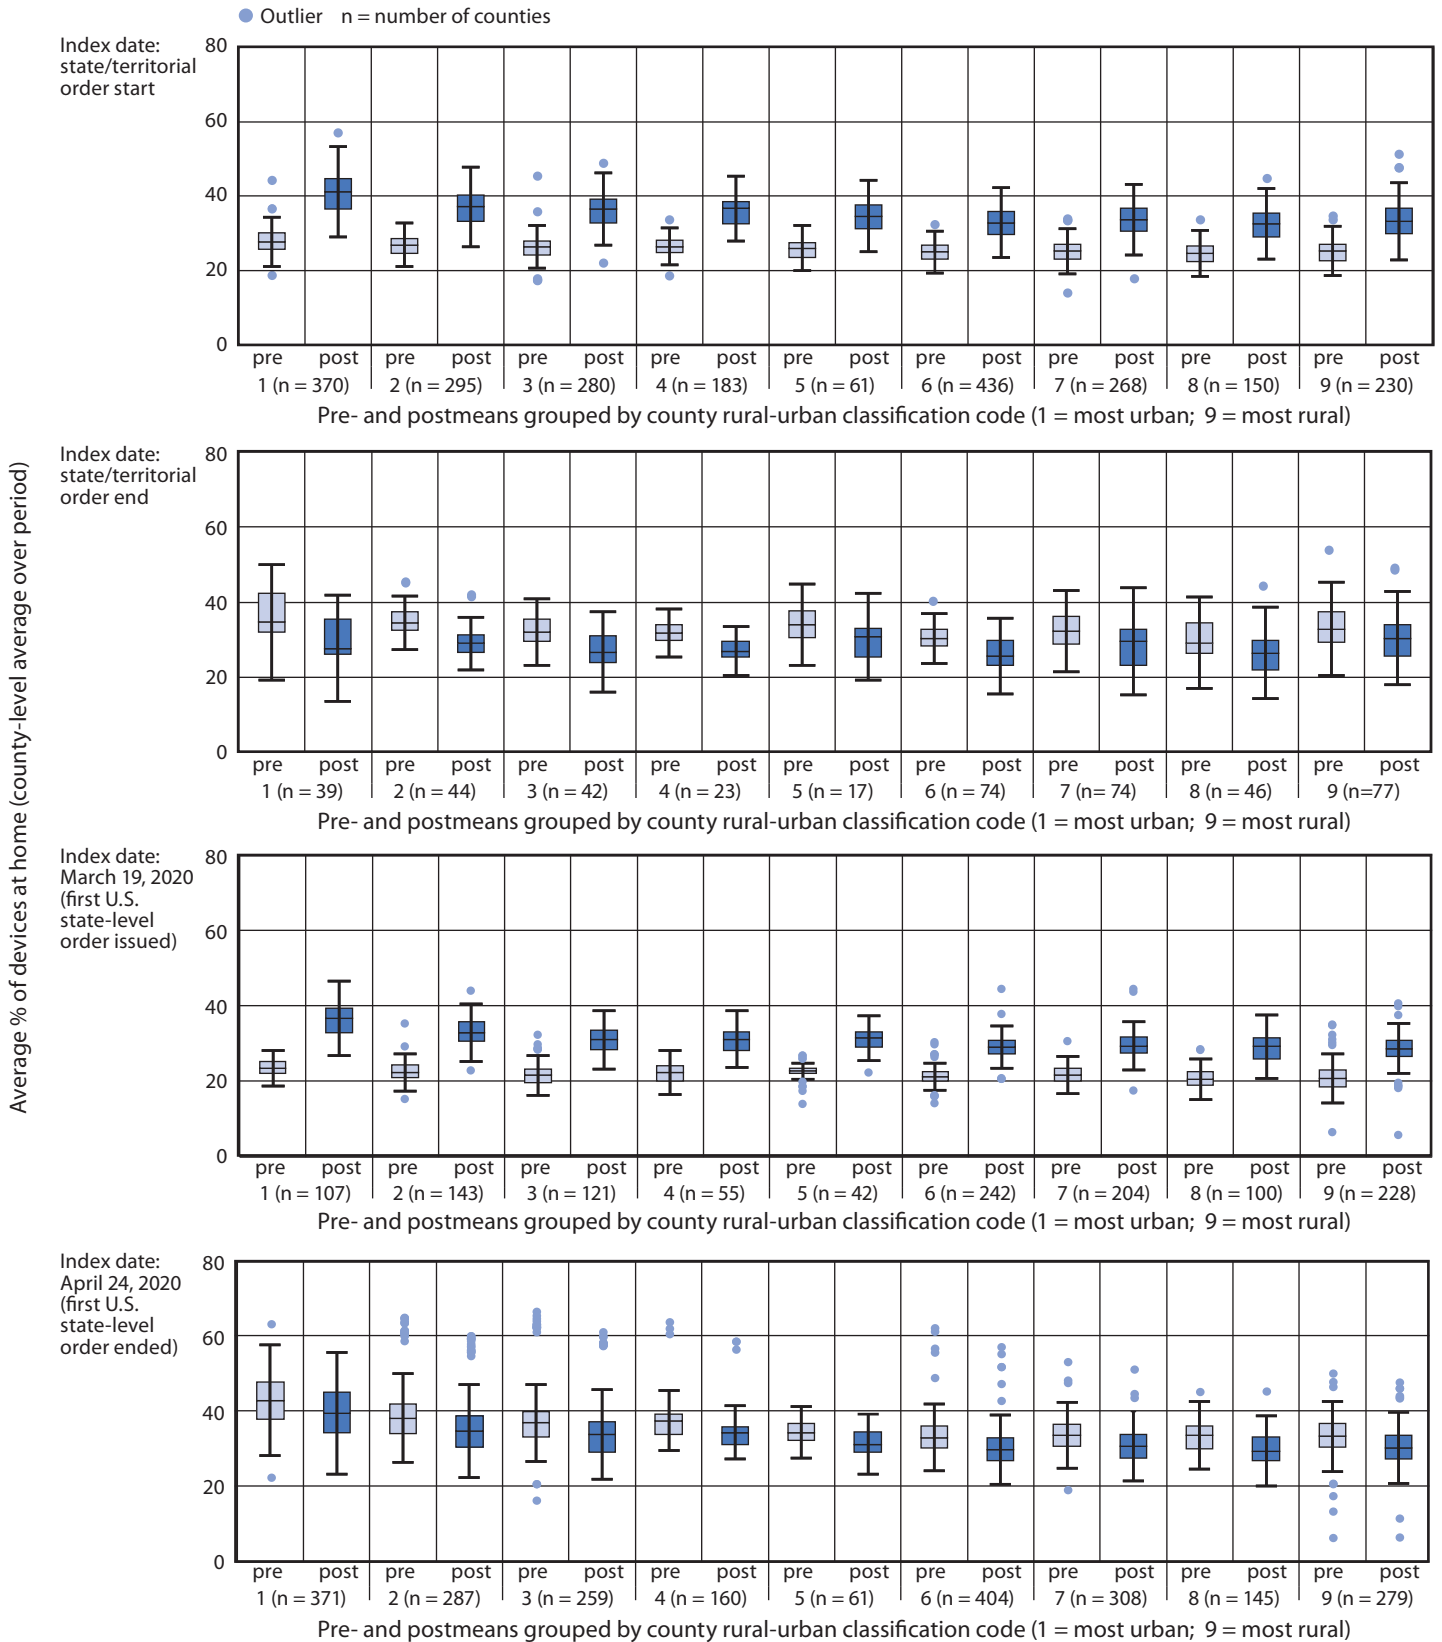 Outlier n = number of counties
Average % of devices at home (county-level average over period)
Index date:
state/territorial
order start
80
60
40
20
0
pre post pre post pre post pre post pre post pre post pre post pre post pre post
1 (n = 370) 2 (n = 295) 3 (n = 280) 4 (n = 183) 5 (n = 61) 6 (n = 436) 7 (n = 268) 8 (n = 150) 9 (n = 230)
Pre- and postmeans grouped by county rural-urban classification code (1 = most urban; 9 = most rural)
Index date:
state/territorial
order end
80
60
40
20
0
pre post pre post pre post pre post pre post pre post pre post pre post pre post
1 (n = 39) 2 (n = 44) 3 (n = 42) 4 (n = 23) 5 (n = 17) 6 (n = 74) 7 (n= 74) 8 (n = 46) 9 (n=77)
Pre- and postmeans grouped by county rural-urban classification code (1 = most urban; 9 = most rural)
Index date:
March 19, 2020
(first U.S.
state-level
order issued)
80
60
40
20
0
pre post pre post pre post pre post pre post pre post pre post pre post pre post
1 (n = 107) 2 (n = 143) 3 (n = 121) 4 (n = 55) 5 (n = 42) 6 (n = 242) 7 (n = 204) 8 (n = 100) 9 (n = 228)
Pre- and postmeans grouped by county rural-urban classification code (1 = most urban; 9 = most rural)
Index date:
April 24, 2020
(first U.S.
state-level
order ended)
80
60
40
20
0
pre post pre post pre post pre post pre post pre post pre post pre post pre post
1 (n = 371) 2 (n = 287) 3 (n = 259) 4 (n = 160) 5 (n = 61) 6 (n = 404) 7 (n = 308) 8 (n = 145) 9 (n = 279)
Pre- and postmeans grouped by county rural-urban classification code (1 = most urban; 9 = most rural)